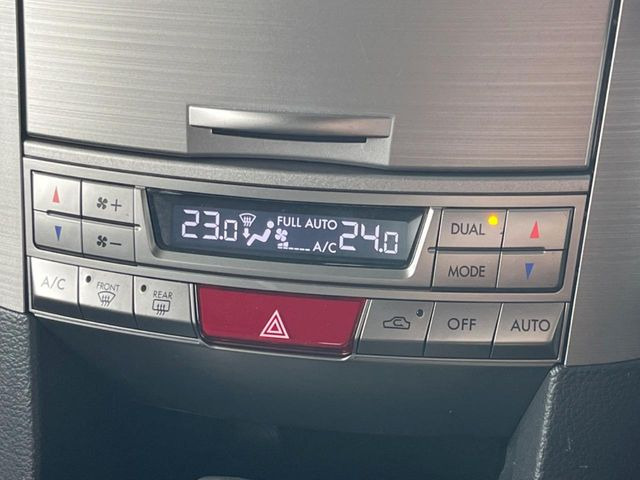 23.0 FULL AUTO A/C 24.0
+
−
DUAL
MODE
A/C
FRONT
REAR
OFF
AUTO